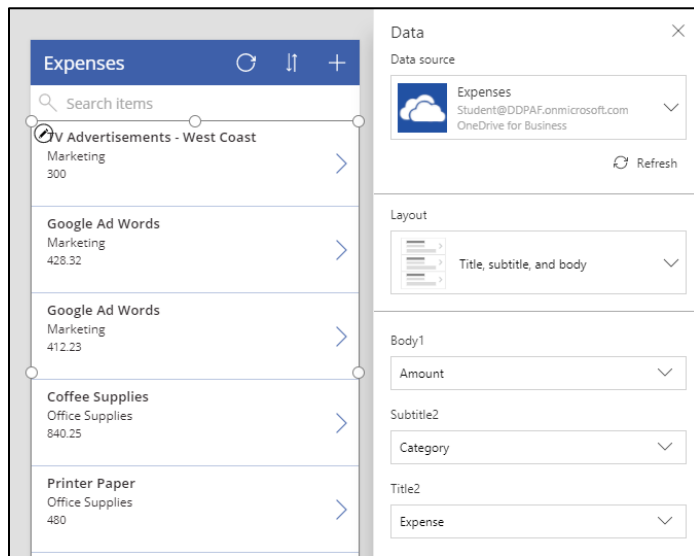 Expenses
Search items
TV Advertisements - West Coast
Marketing
300
Google Ad Words
Marketing
428.32
Google Ad Words
Marketing
412.23
Coffee Supplies
Office Supplies
840.25
Printer Paper
Office Supplies
480
Data
Data source
Expenses
Student@DDPAF.onmicrosoft.com
OneDrive for Business
Refresh
Layout
Title, subtitle, and body
Body1
Amount
Subtitle2
Category
Title2
Expense